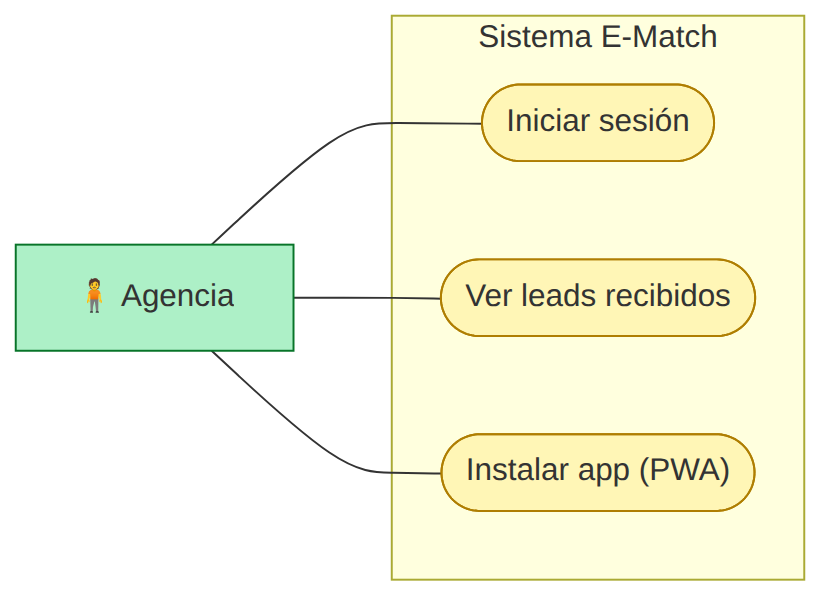 Sistema E-Match
Iniciar sesión
🧍 Agencia
Ver leads recibidos
Instalar app (PWA)